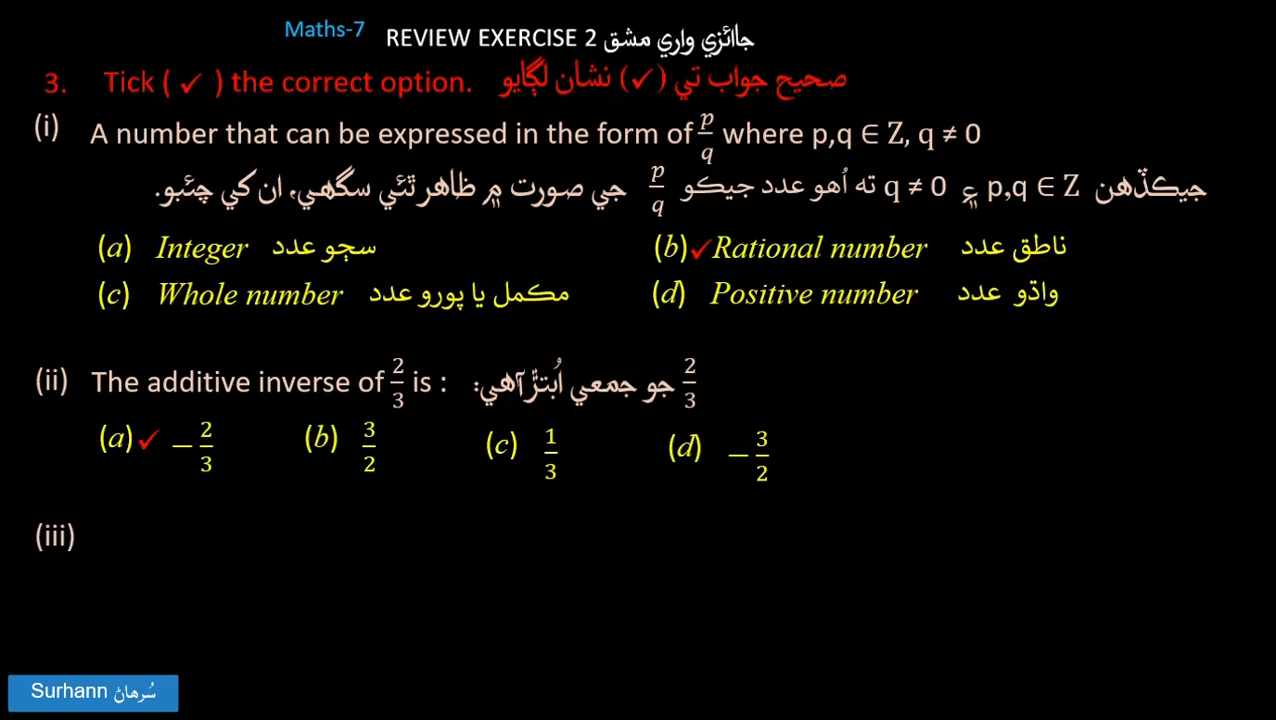 Maths-7
REVIEW EXERCISE 2 جائزي واري مشق
3. Tick ( ✓ ) the correct option. صحيح جواب تي (✓) نشان لڳايو
(i) A number that can be expressed in the form of p/q where p,q ∈ Z, q ≠ 0
جيڪڏهن p,q ∈ Z ۽ q ≠ 0 ته اُهو عدد جيڪو p/q جي صورت ۾ ظاهر ٿئي سگهي، ان کي چئبو.
(a) Integer سڄو عدد (b) ✓ Rational number ناطق عدد
(c) Whole number مڪمل يا پورو عدد (d) Positive number واڌو عدد
(ii) The additive inverse of 2/3 is : 2/3 جو جمعي اُبتڙ آهي:
(a) ✓ −2/3 (b) 3/2 (c) 1/3 (d) −3/2
(iii)
Surhann سُرهاڻ